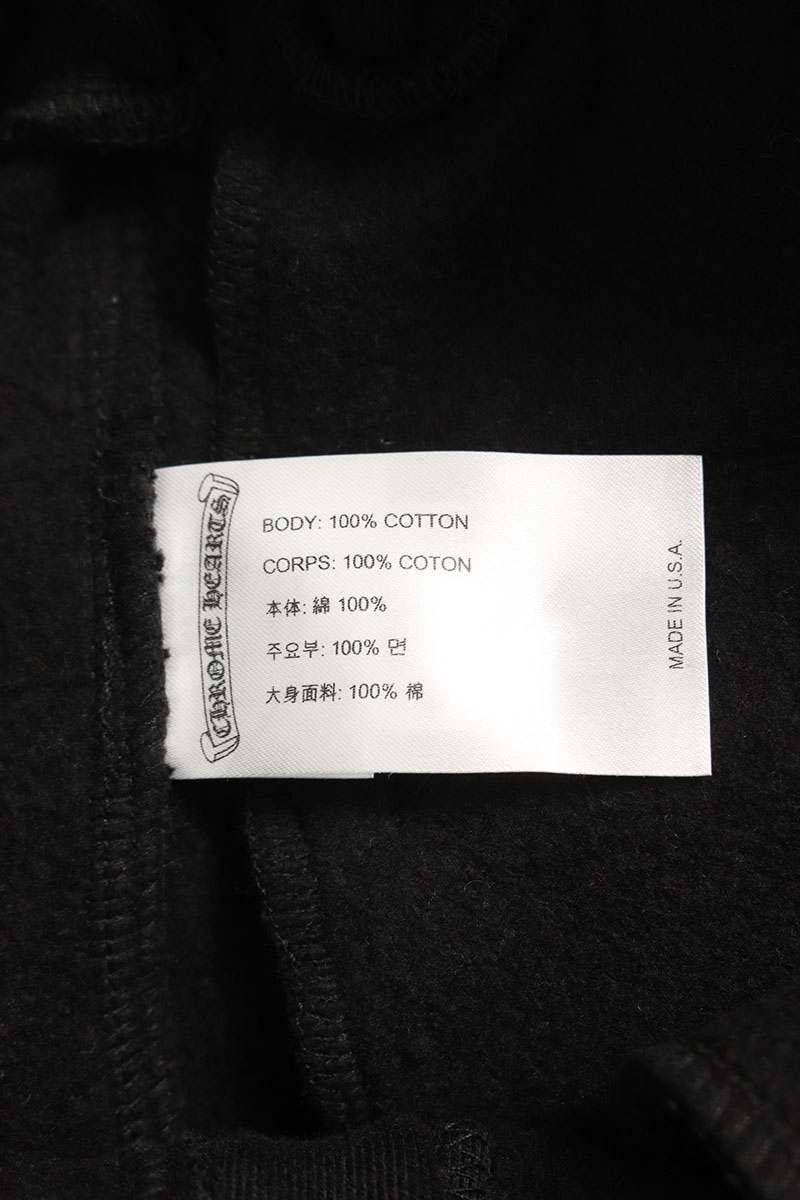 CHROME HEARTS
BODY: 100% COTTON
CORPS: 100% COTON
本体: 綿 100%
주요부: 100% 면
大身面料: 100% 棉
MADE IN U.S.A.